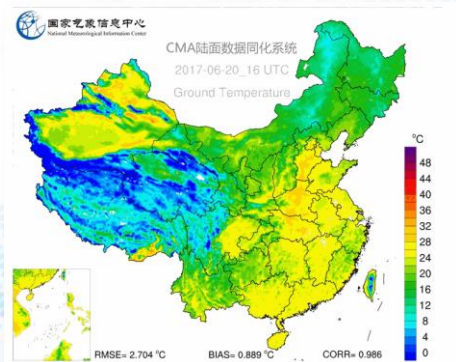 国家气象信息中心
National Meteorological Information Center
CMA陆面数据同化系统
2017-06-20_16 UTC
Ground Temperature
°C
48
44
40
36
32
28
24
20
16
12
8
4
0
RMSE= 2.704 °C BIAS= 0.889 °C CORR= 0.986